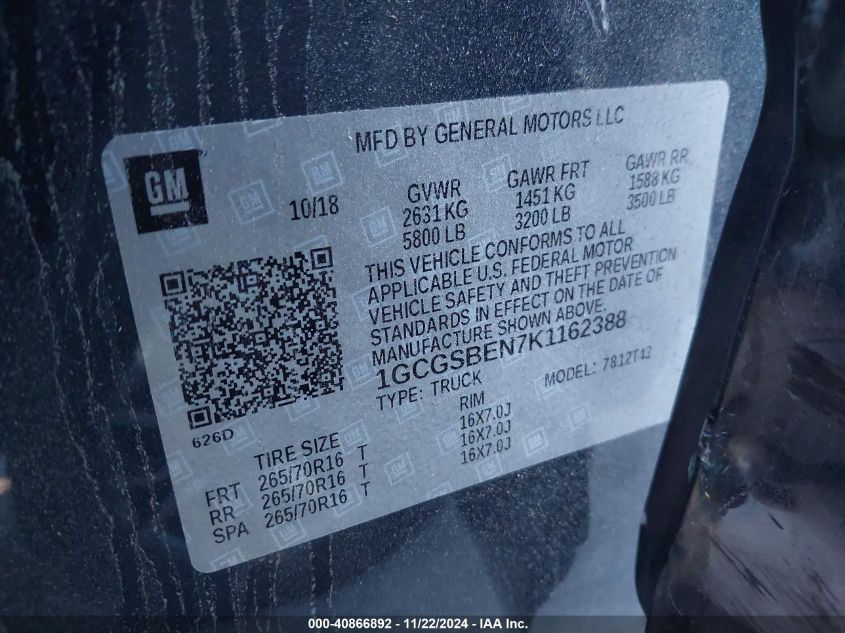 MFD BY GENERAL MOTORS LLC
GM
10/18
GVWR GAWR FRT GAWR RR
2631 KG 1451 KG 1588 KG
5800 LB 3200 LB 3500 LB
THIS VEHICLE CONFORMS TO ALL
APPLICABLE U.S. FEDERAL MOTOR
VEHICLE SAFETY AND THEFT PREVENTION
STANDARDS IN EFFECT ON THE DATE OF
MANUFACTURE SHOWN ABOVE.
1GCGSBEN7K1162388
TYPE: TRUCK MODEL: 7812T43
626D
TIRE SIZE RIM
FRT 265/70R16 T 16X7.0J
RR 265/70R16 T 16X7.0J
SPA 265/70R16 T 16X7.0J
000-40866892 - 11/22/2024 - IAAI.COM